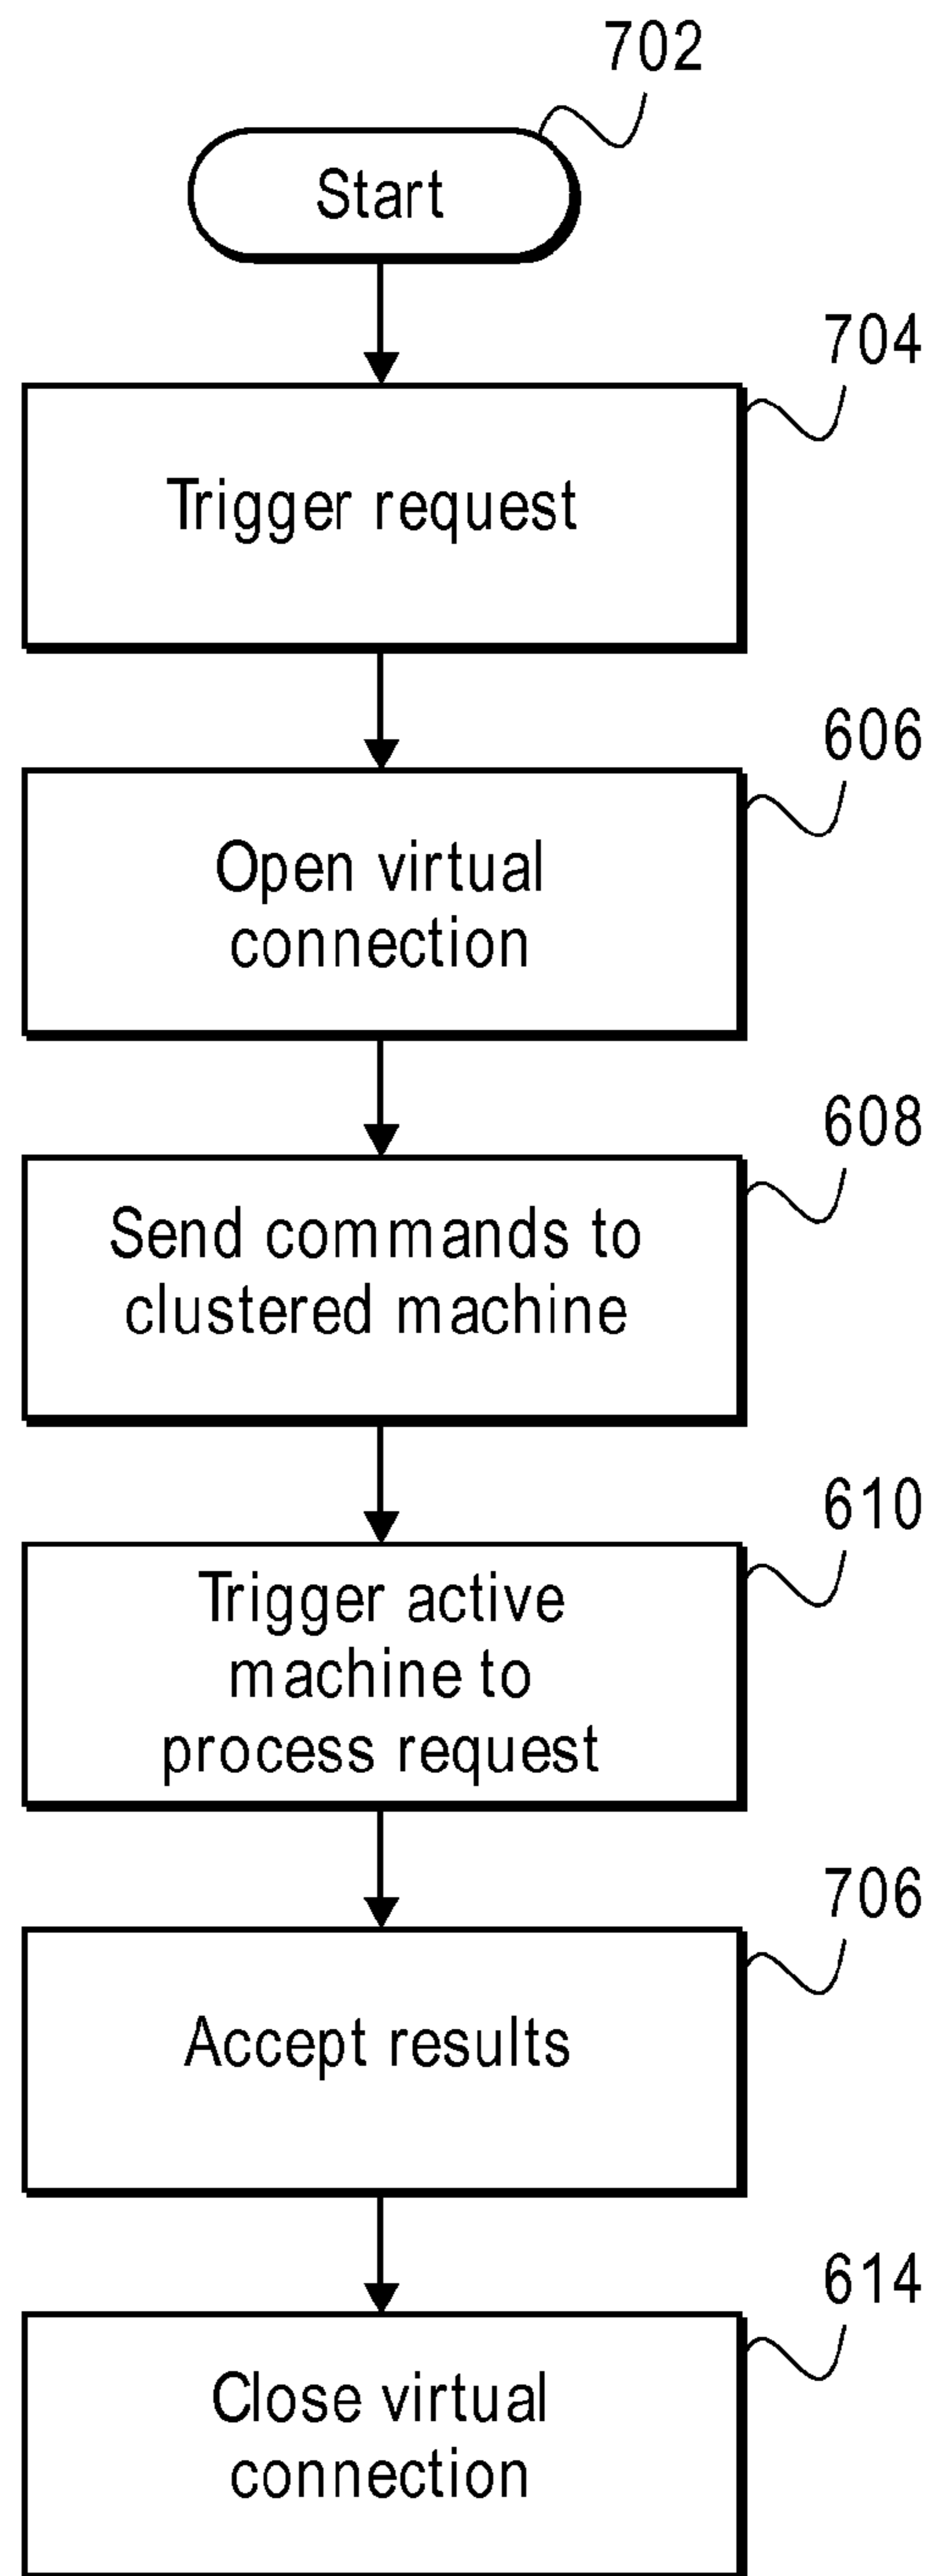 702
Start
704
Trigger request
606
Open virtual
connection
608
Send commands to
clustered machine
610
Trigger active
machine to
process request
706
Accept results
614
Close virtual
connection